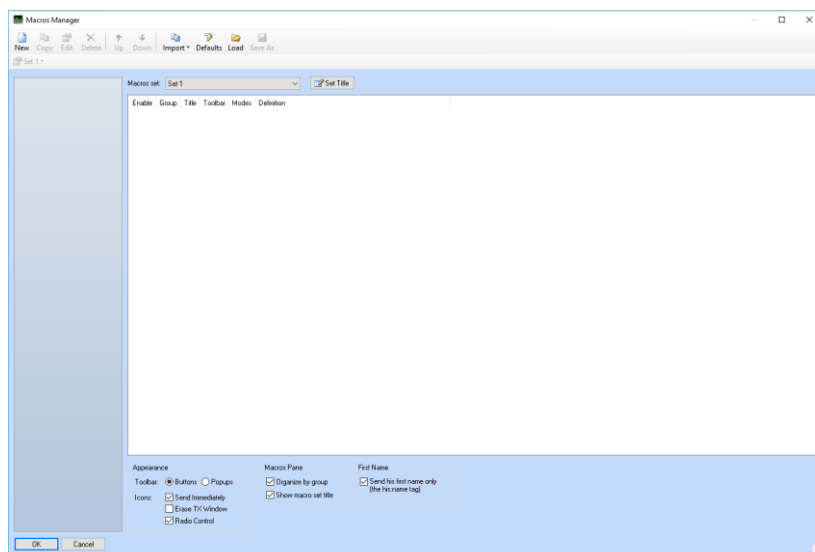 Macros Manager
New Copy Edit Delete Up Down Import Defaults Load Save As
Set 1
Macros set: Set 1 Set Title
Enable Group Title Toolbar Modes Definition
Appearance Macros Pane First Name
Toolbar: Buttons Popups Organize by group Send his first name only
(the his:name tag)
Icons: Send Immediately Show macro set title
Erase TX Window
Radio Control
OK Cancel